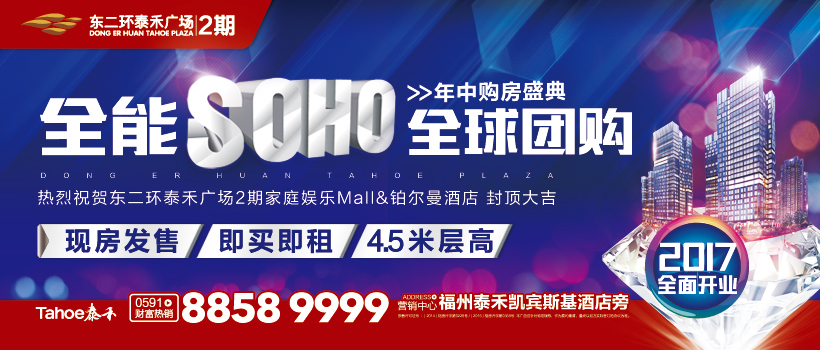 东二环泰禾广场 2期
DONG ER HUAN TAHOE PLAZA
>>年中购房盛典
全能SOHO 全球团购
DONG ER HUAN TAHOE PLAZA
热烈祝贺东二环泰禾广场2期家庭娱乐Mall&铂尔曼酒店 封顶大吉
现房发售 即买即租 4.5米层高
2017
全面开业
Tahoe泰禾
0591
财富热销
8858 9999
ADDRESS
营销中心
福州泰禾凯宾斯基酒店旁